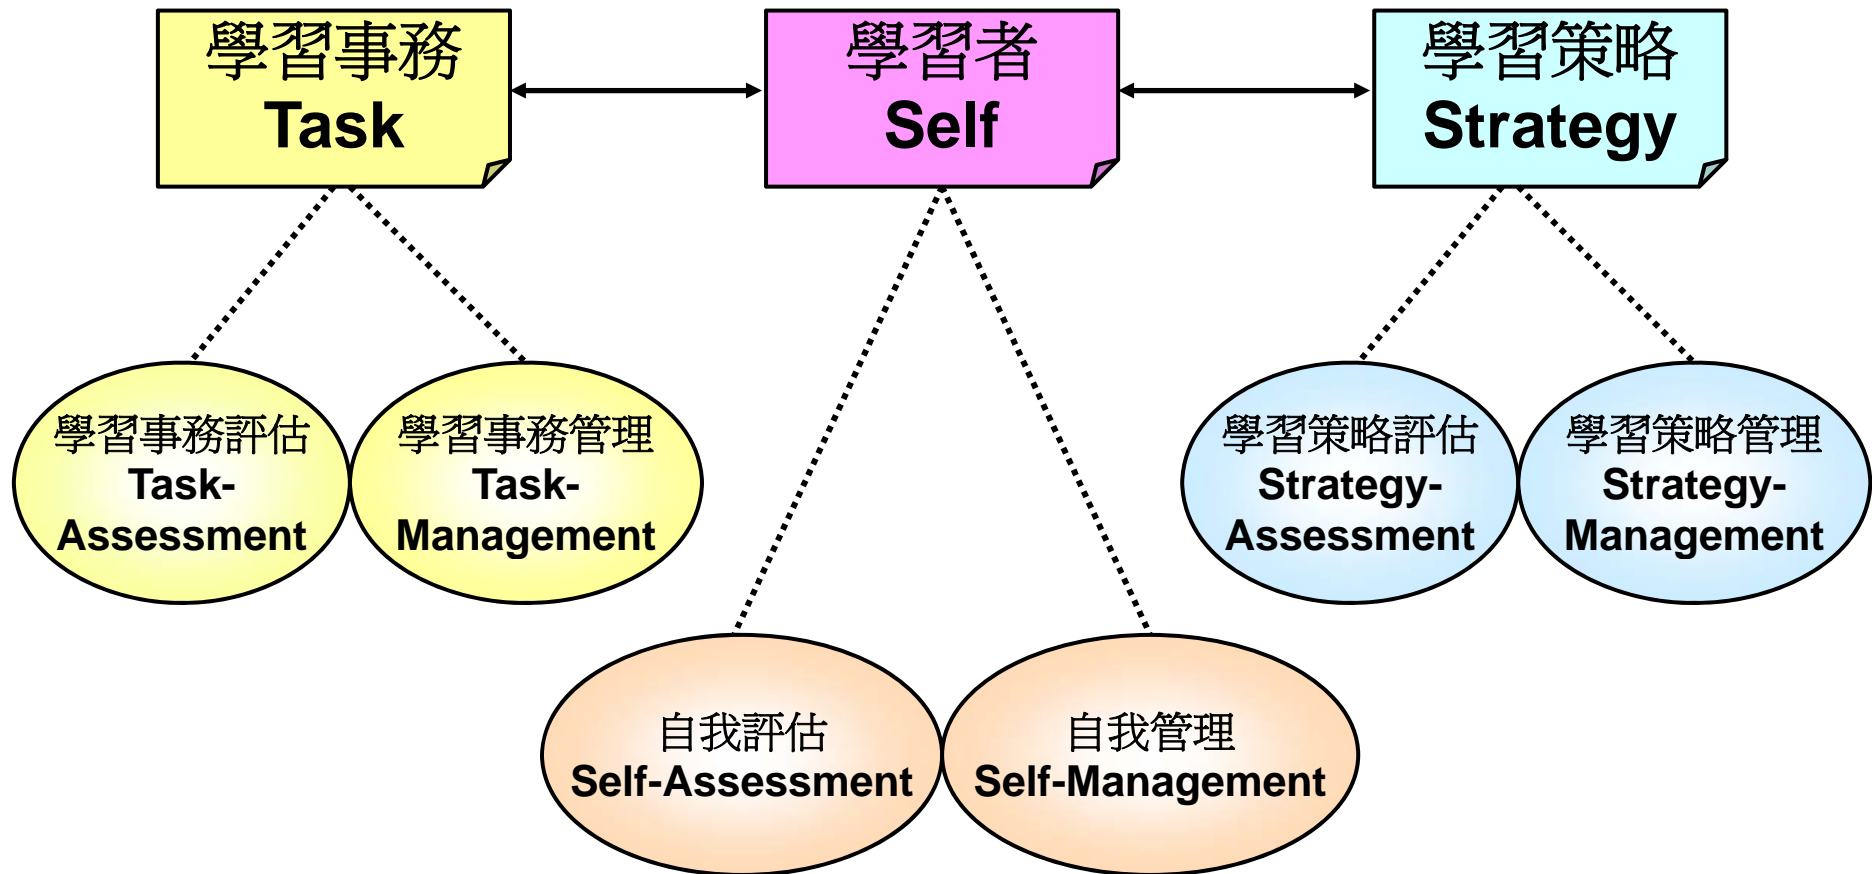 學習事務
Task
學習者
Self
學習策略
Strategy
學習事務評估
Task-
Assessment
學習事務管理
Task-
Management
學習策略評估
Strategy-
Assessment
學習策略管理
Strategy-
Management
自我評估
Self-Assessment
自我管理
Self-Management